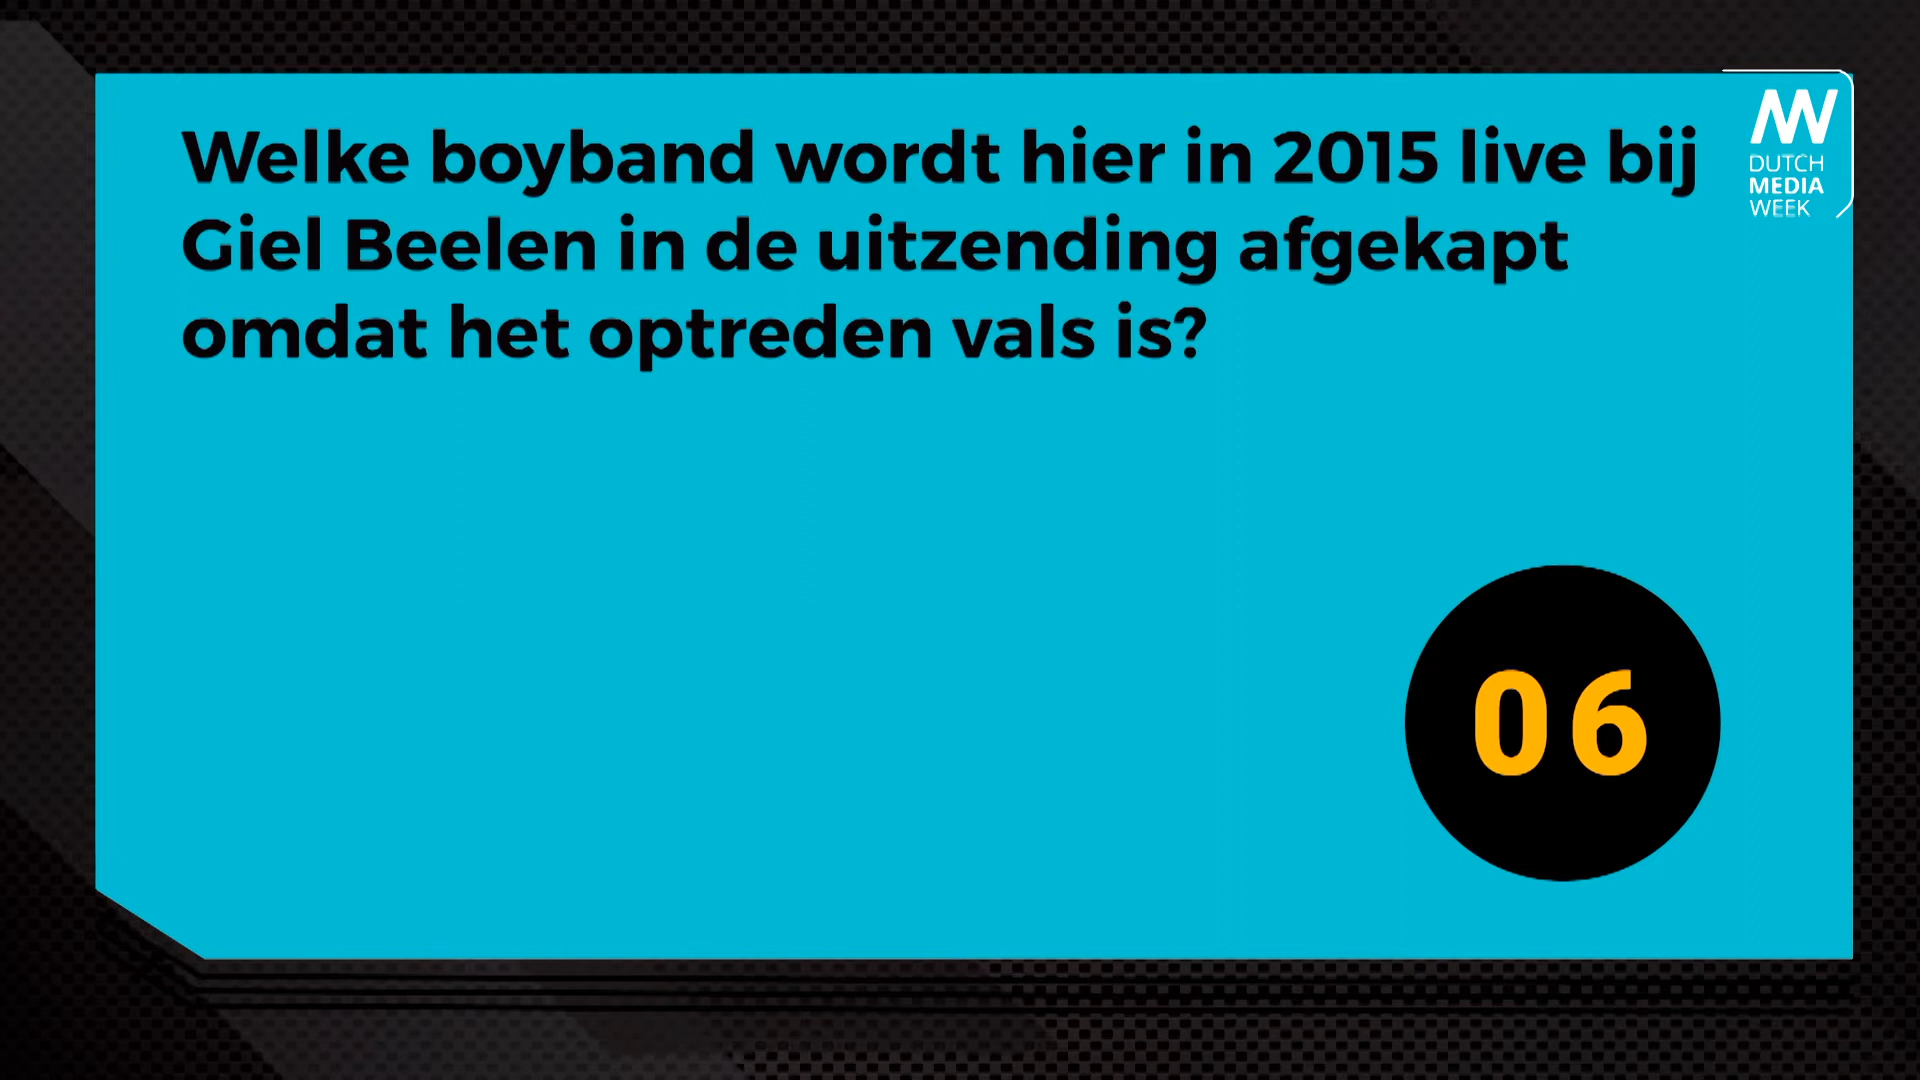 Welke boyband wordt hier in 2015 live bij
Giel Beelen in de uitzending afgekapt
omdat het optreden vals is?
DUTCH
MEDIA
WEEK
06